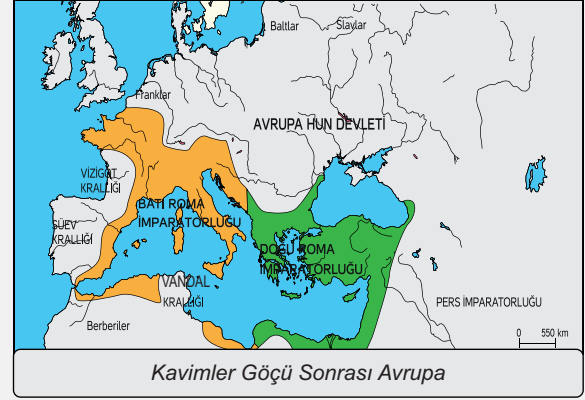 Baltlar
Slavlar
Franklar
AVRUPA HUN DEVLETİ
VİZİGOT
KRALLIĞI
BATI ROMA
İMPARATORLUĞU
SÜEV
KRALLIĞI
DOĞU ROMA
İMPARATORLUĞU
VANDAL
KRALLIĞI
PERS İMPARATORLUĞU
Berberiler
0 550 km
Kavimler Göçü Sonrası Avrupa